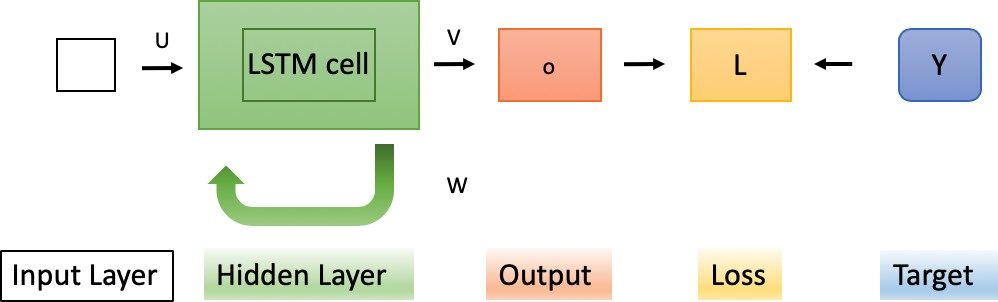 U
LSTM cell
V
o
L
Y
W
Input Layer
Hidden Layer
Output
Loss
Target